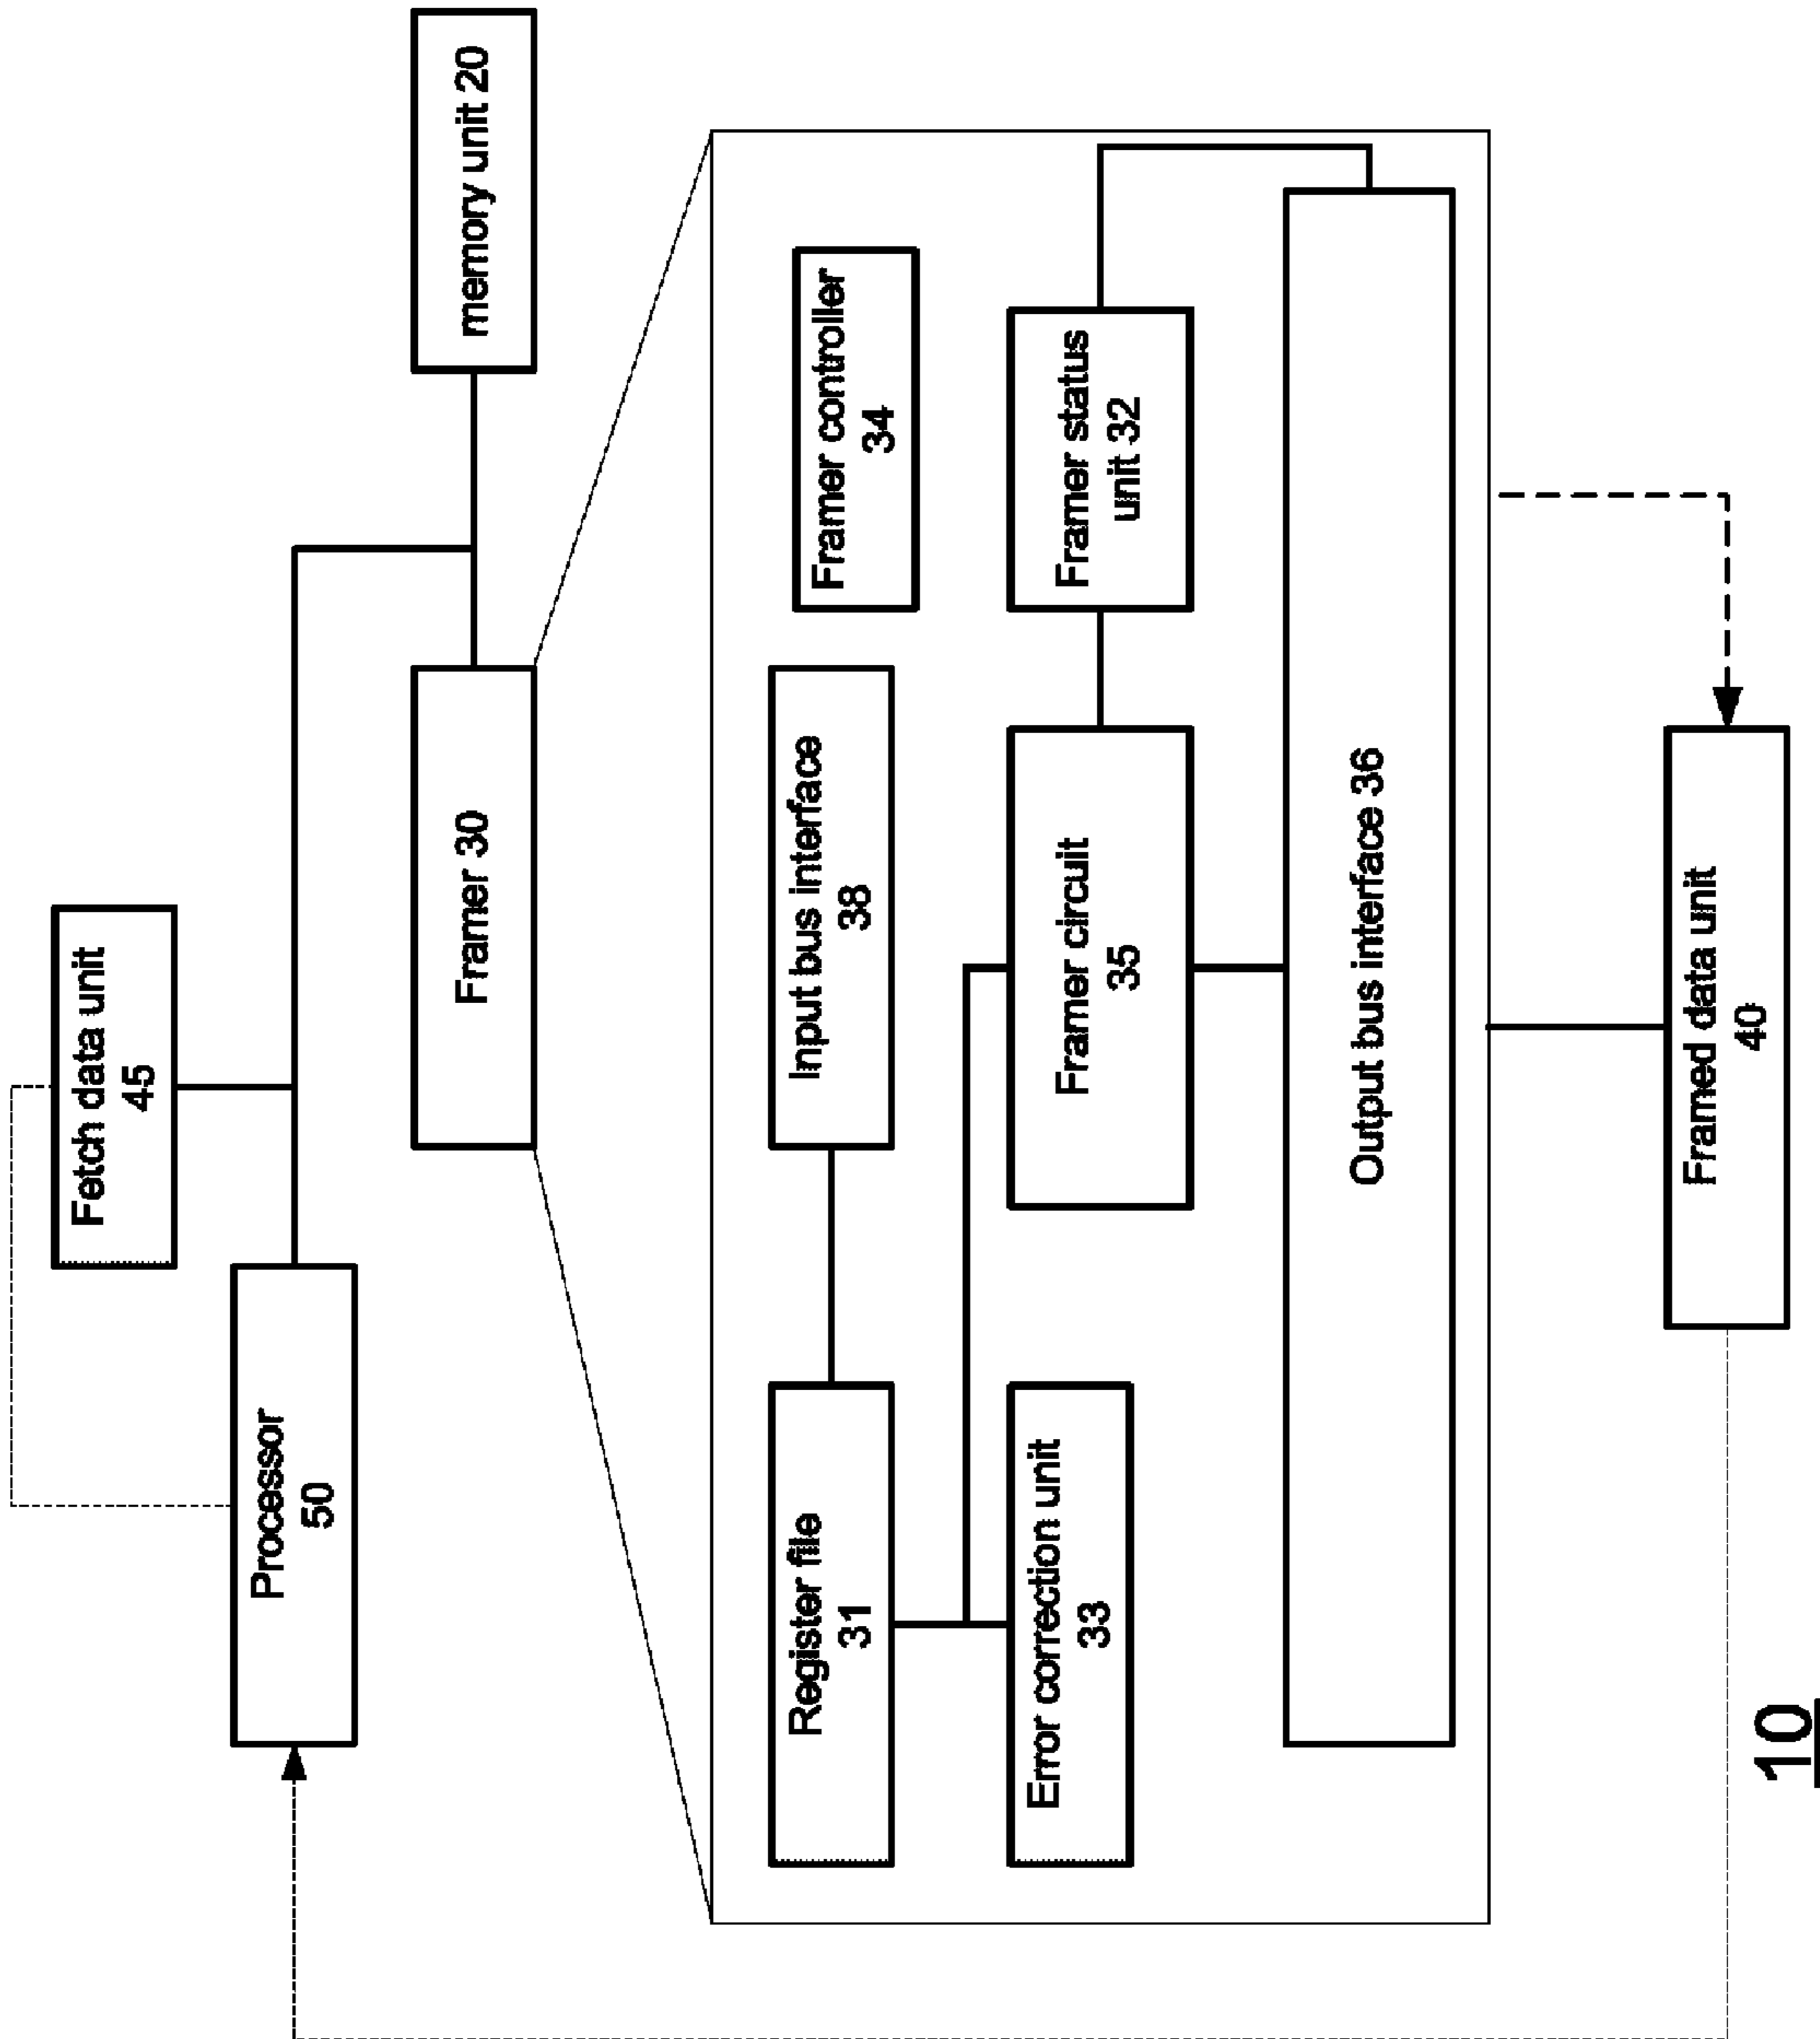 Fetch data unit
45
Processor
50
memory unit 20
Framer 30
Register file
31
Input bus interface
38
Framer controller
34
Error correction unit
33
Framer circuit
35
Framer status
unit 32
Output bus interface 36
Framed data unit
40
10